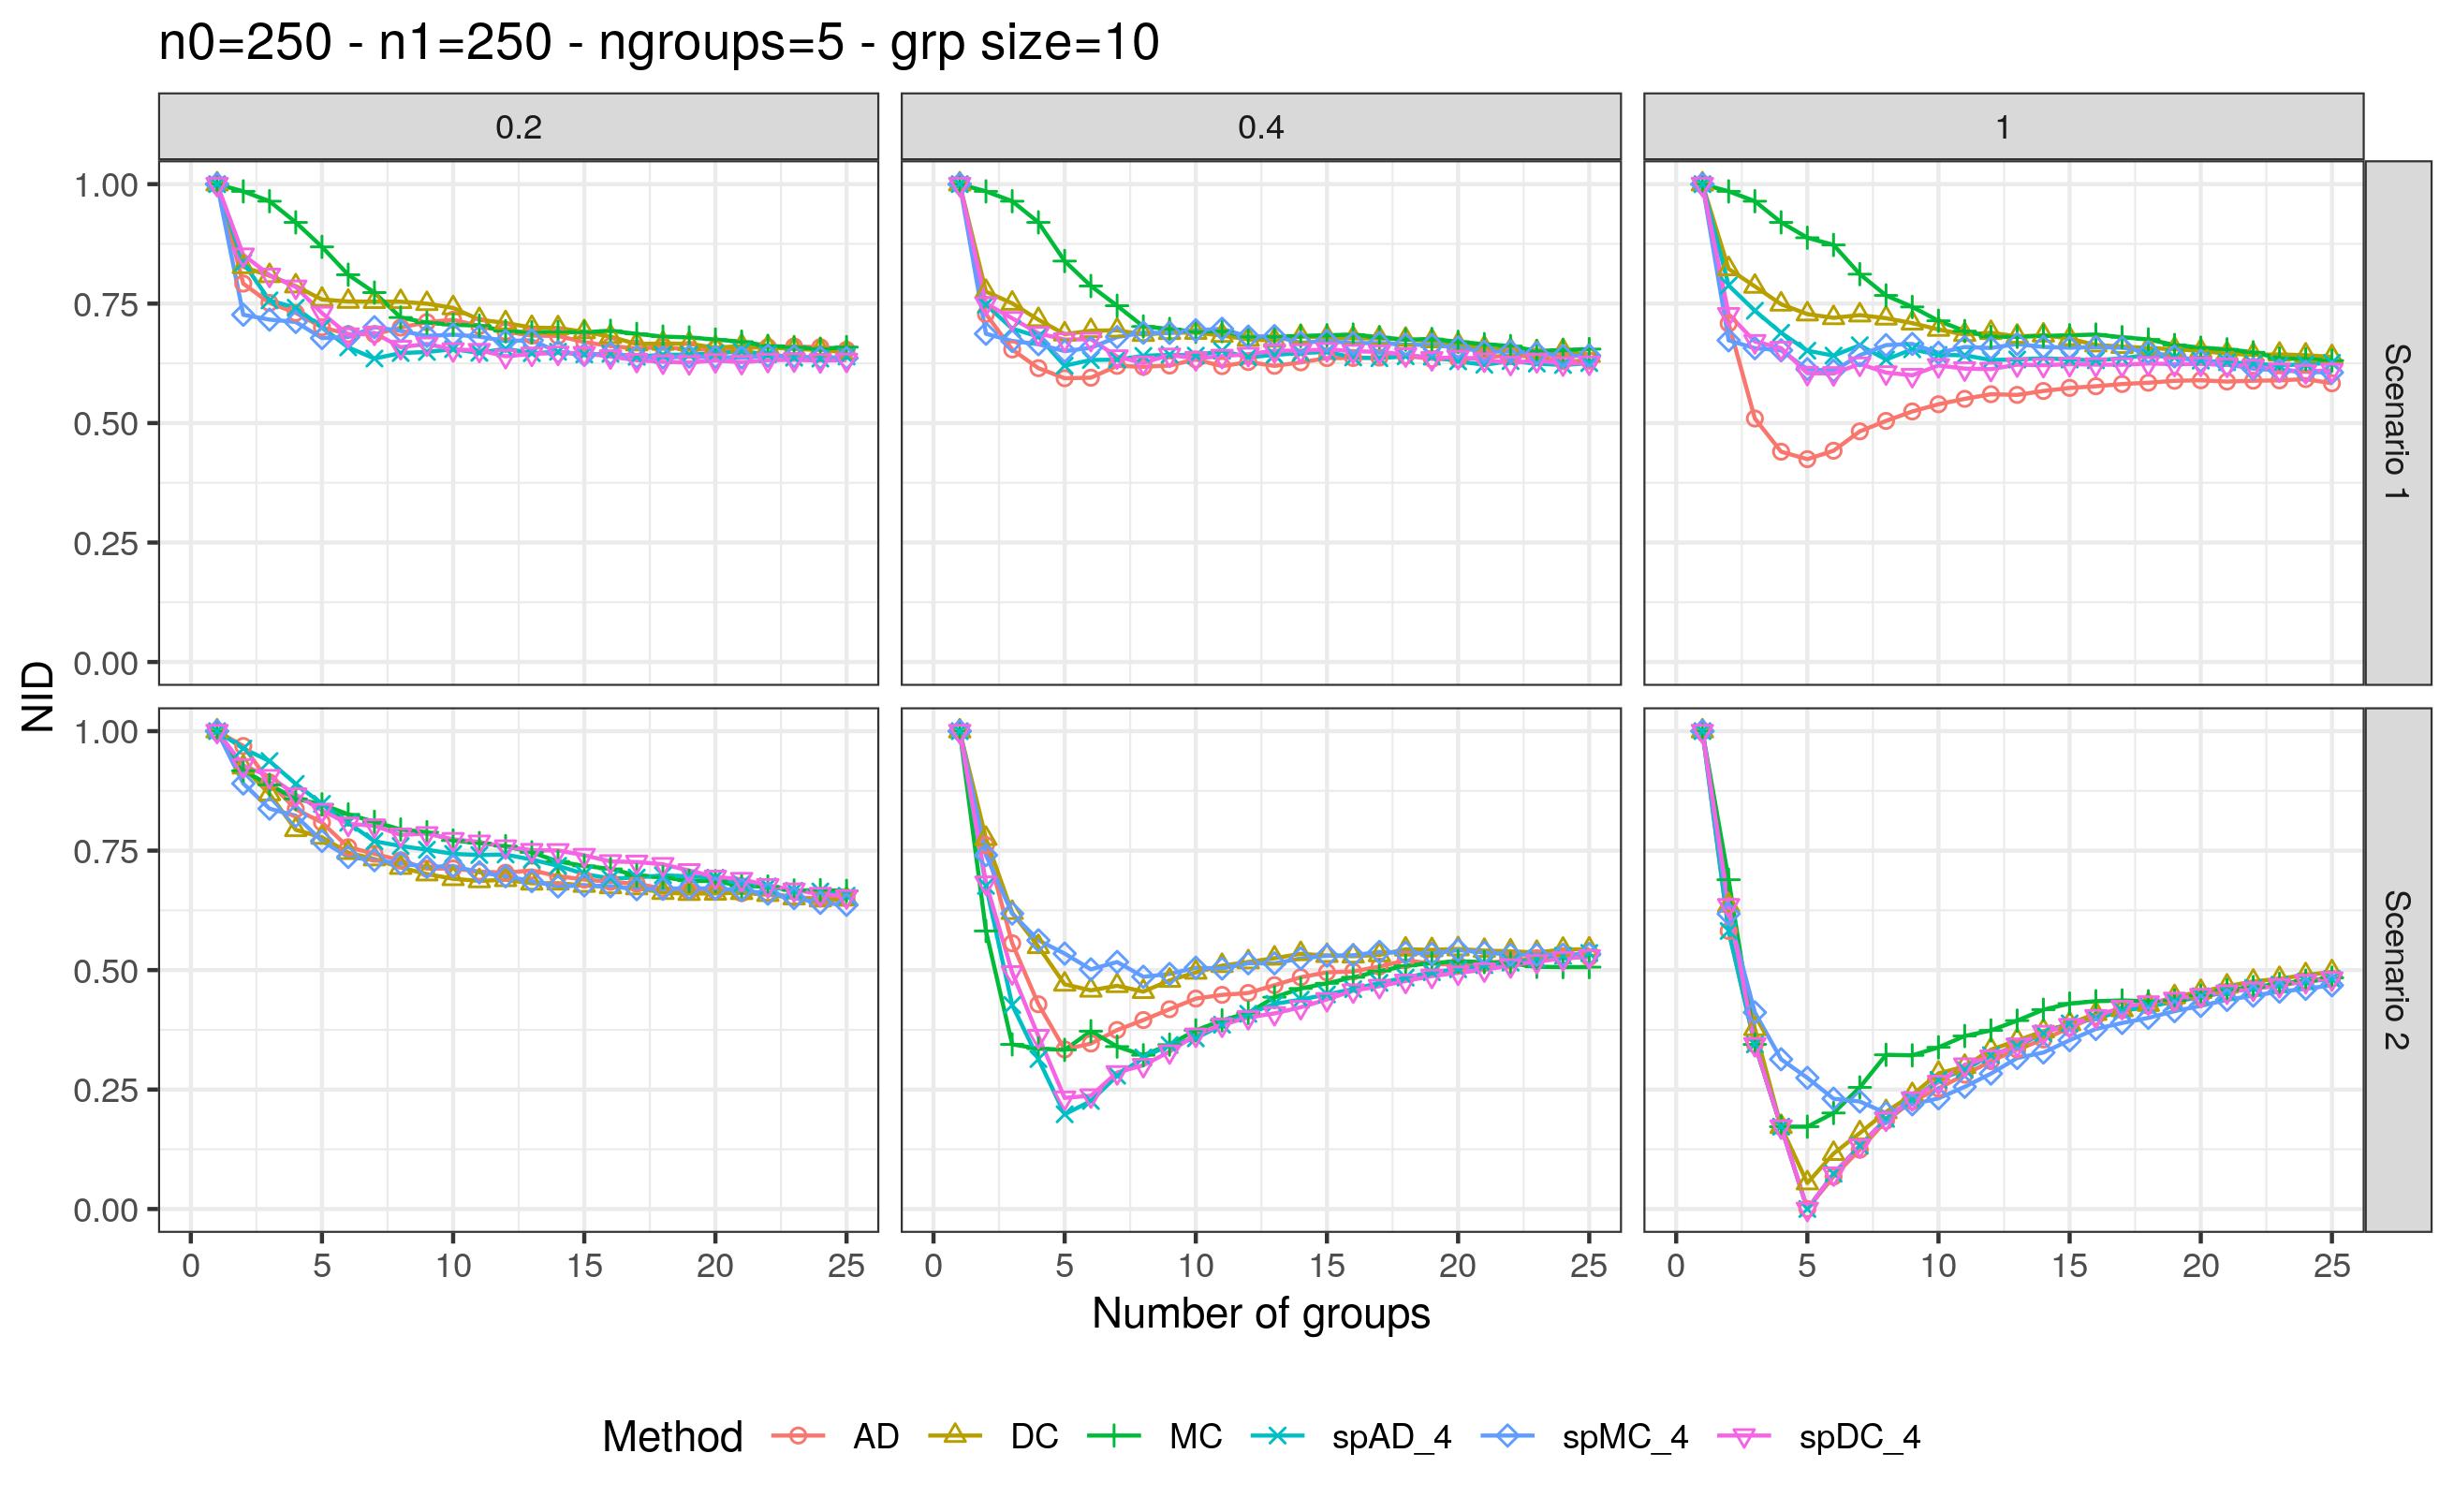 n0=250 - n1=250 - ngroups=5 - grp size=10
0.2 0.4 1
1.00
0.75
0.50
0.25
0.00
Scenario 1
NID
1.00
0.75
0.50
0.25
0.00
Scenario 2
0 5 10 15 20 25 0 5 10 15 20 25 0 5 10 15 20 25
Number of groups
Method AD DC MC spAD_4 spMC_4 spDC_4